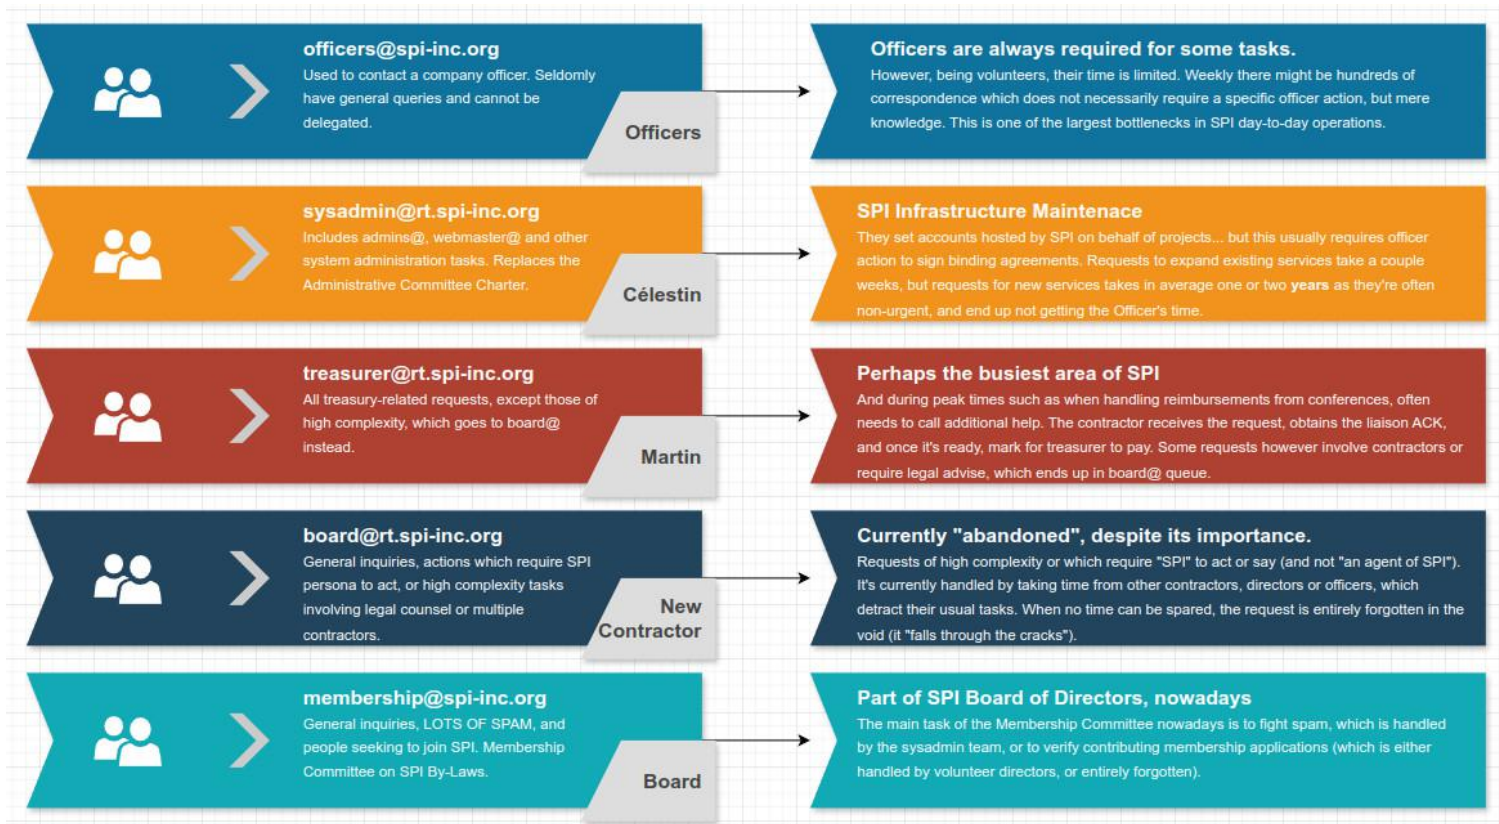 officers@spi-inc.org
Used to contact a company officer. Seldomly
have general queries and cannot be
delegated.
Officers
Officers are always required for some tasks.
However, being volunteers, their time is limited. Weekly there might be hundreds of
correspondence which does not necessarily require a specific officer action, but mere
knowledge. This is one of the largest bottlenecks in SPI day-to-day operations.
sysadmin@rt.spi-inc.org
Includes admins@, webmaster@ and other
system administration tasks. Replaces the
Administrative Committee Charter.
Célestin
SPI Infrastructure Maintenace
They set accounts hosted by SPI on behalf of projects... but this usually requires officer
action to sign binding agreements. Requests to expand existing services take a couple
weeks, but requests for new services takes in average one or two years as they're often
non-urgent, and end up not getting the Officer's time.
treasurer@rt.spi-inc.org
All treasury-related requests, except those of
high complexity, which goes to board@
instead.
Martin
Perhaps the busiest area of SPI
And during peak times such as when handling reimbursements from conferences, often
needs to call additional help. The contractor receives the request, obtains the liaison ACK,
and once it's ready, mark for treasurer to pay. Some requests however involve contractors or
require legal advise, which ends up in board@ queue.
board@rt.spi-inc.org
General inquiries, actions which require SPI
persona to act, or high complexity tasks
involving legal counsel or multiple
contractors.
New
Contractor
Currently "abandoned", despite its importance.
Requests of high complexity or which require "SPI" to act or say (and not "an agent of SPI").
It's currently handled by taking time from other contractors, directors or officers, which
detract their usual tasks. When no time can be spared, the request is entirely forgotten in the
void (it "falls through the cracks").
membership@spi-inc.org
General inquiries, LOTS OF SPAM, and
people seeking to join SPI. Membership
Committee on SPI By-Laws.
Board
Part of SPI Board of Directors, nowadays
The main task of the Membership Committee nowadays is to fight spam, which is handled
by the sysadmin team, or to verify contributing membership applications (which is either
handled by volunteer directors, or entirely forgotten).